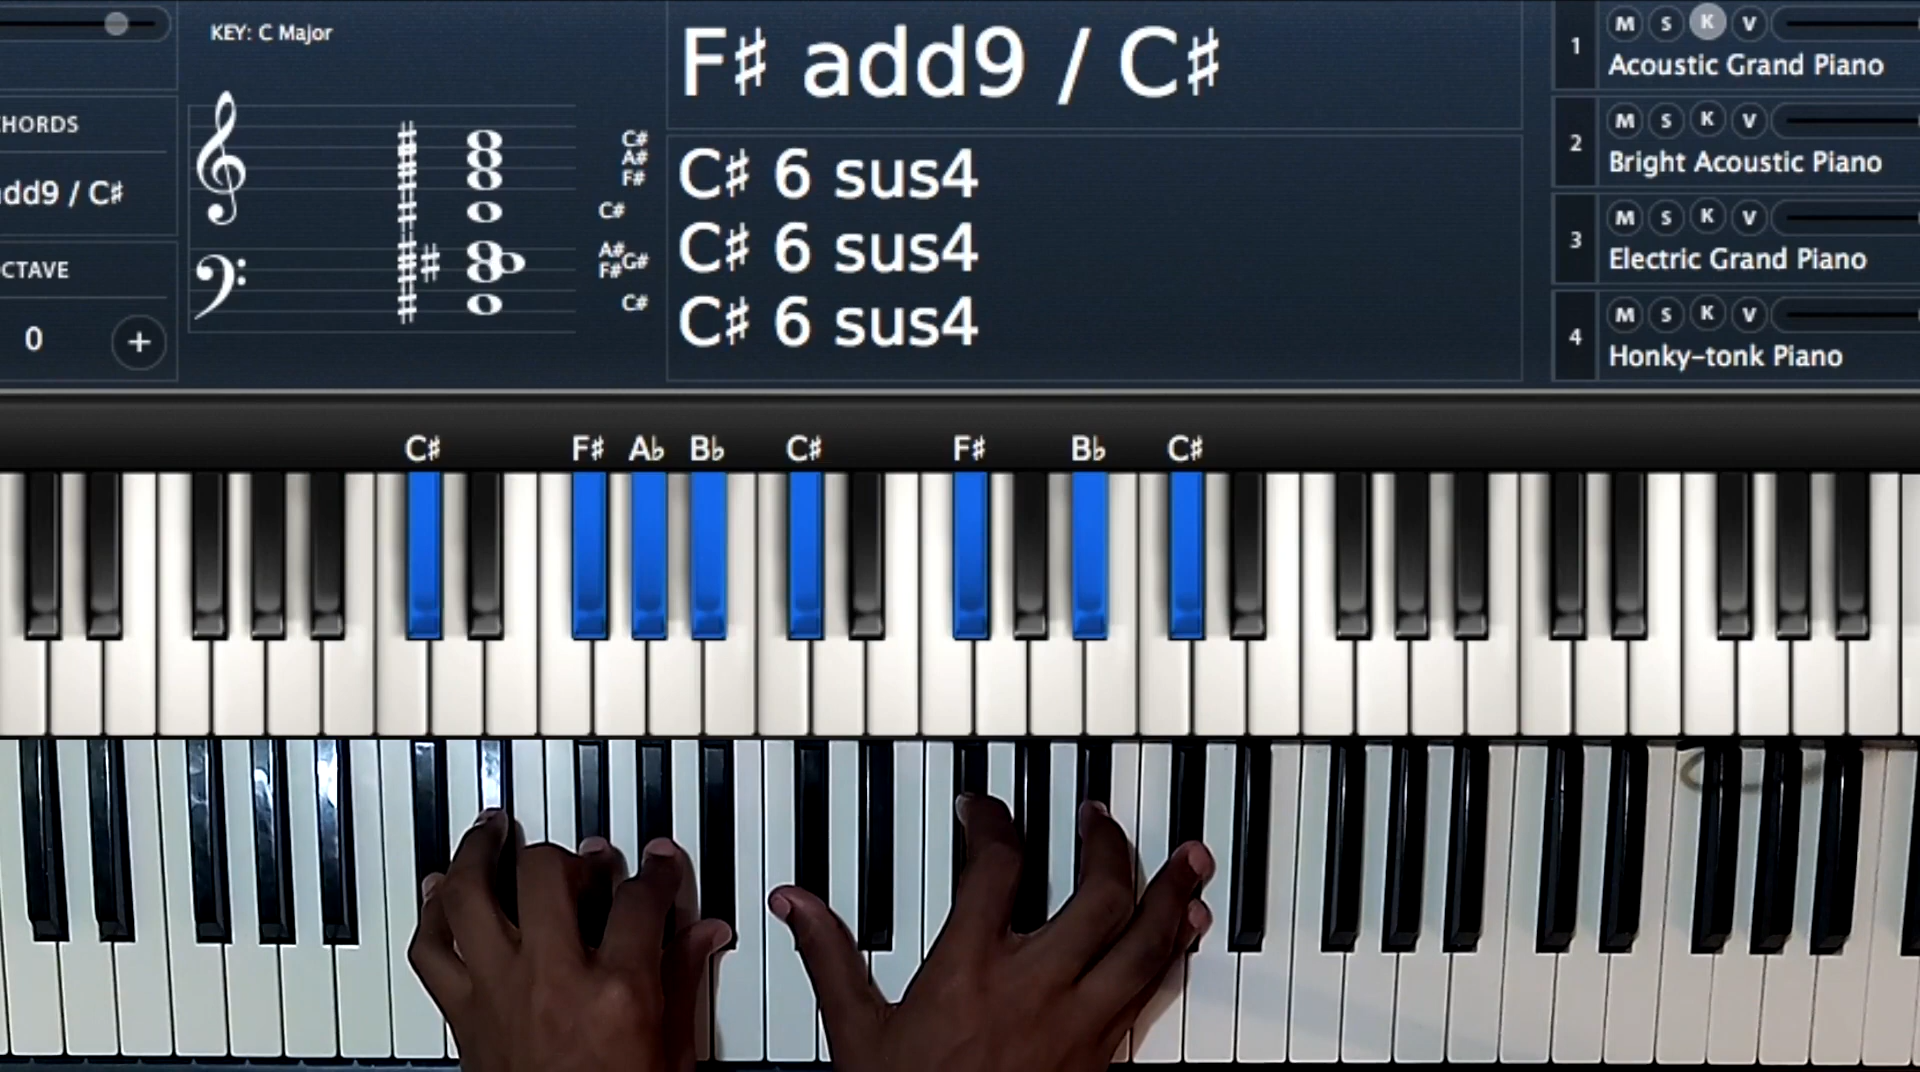 KEY: C Major
F♯ add9 / C♯
C♯ 6 sus4
C♯ 6 sus4
C♯ 6 sus4
HORDS
dd9 / C♯
CTAVE
0 +
C#
A#
F#
C#
A#
G#
F#
C#
1 M S K V
Acoustic Grand Piano
2 M S K V
Bright Acoustic Piano
3 M S K V
Electric Grand Piano
4 M S K V
Honky-tonk Piano
C♯ F♯ A♭ B♭ C♯ F♯ B♭ C♯